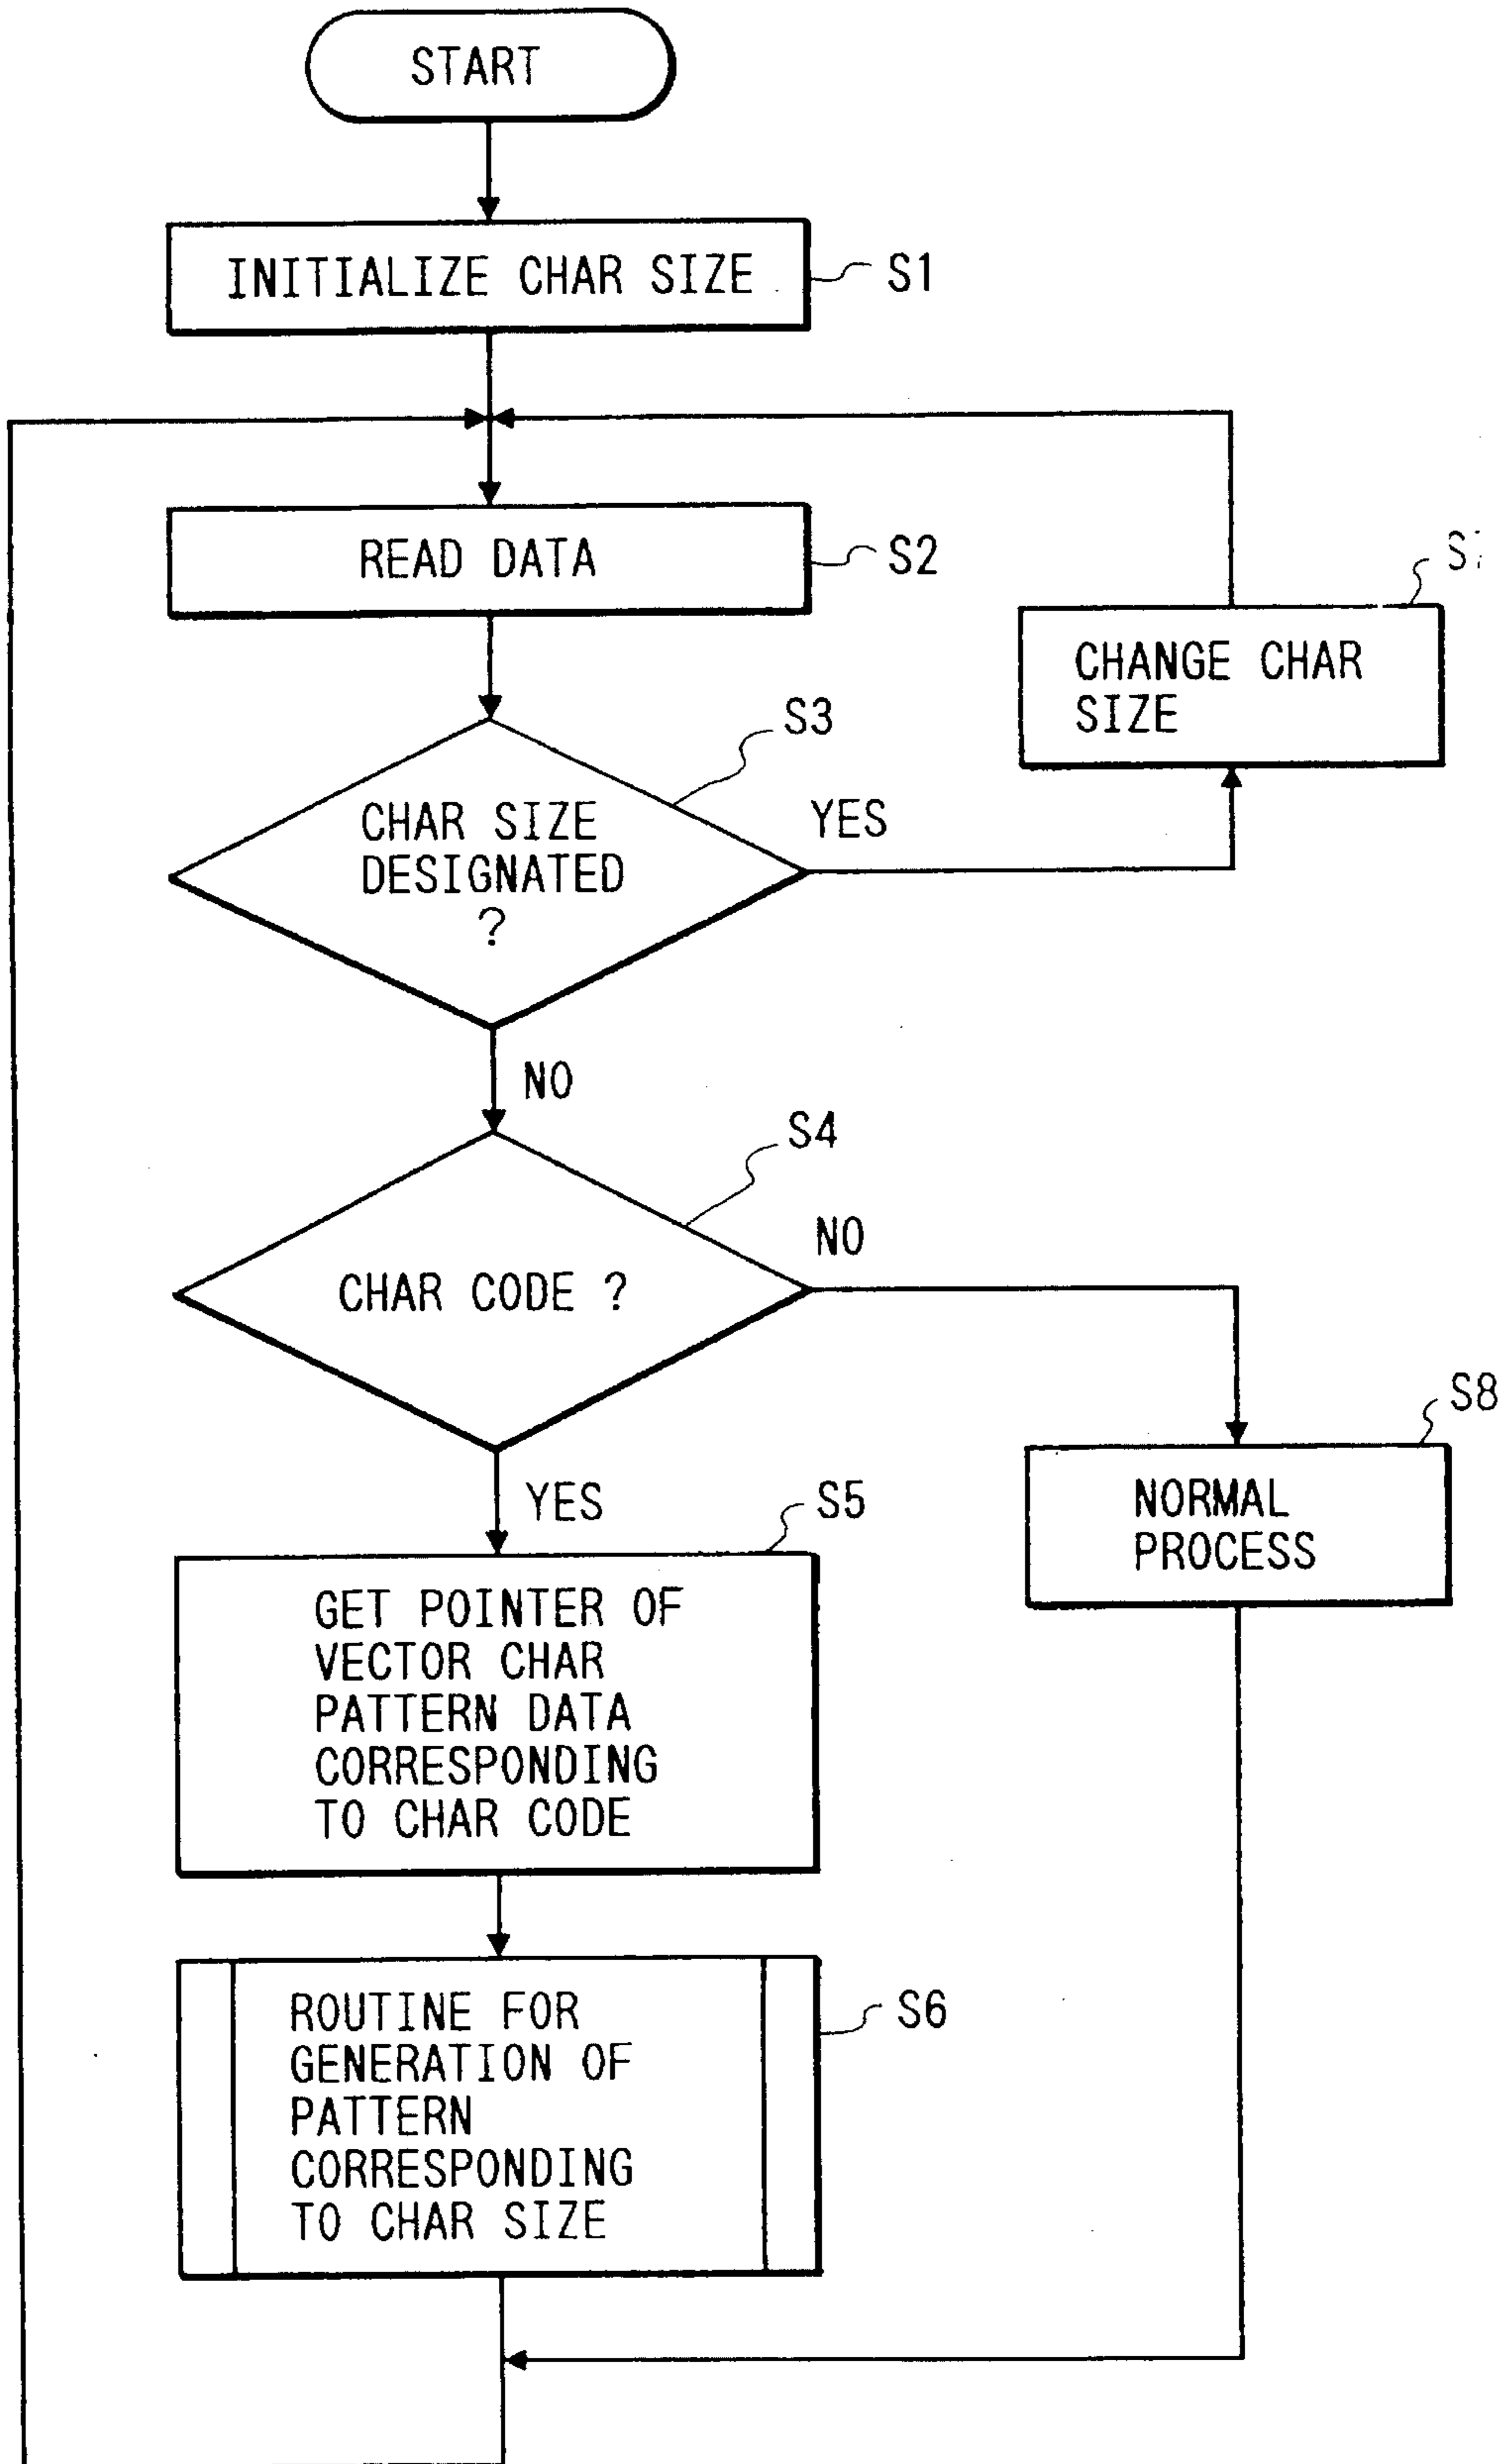 START
INITIALIZE CHAR SIZE
S1
READ DATA
S2
CHANGE CHAR
SIZE
S3
CHAR SIZE
DESIGNATED
?
YES
NO
S4
CHAR CODE ?
NO
S8
NORMAL
PROCESS
YES
S5
GET POINTER OF
VECTOR CHAR
PATTERN DATA
CORRESPONDING
TO CHAR CODE
S6
ROUTINE FOR
GENERATION OF
PATTERN
CORRESPONDING
TO CHAR SIZE